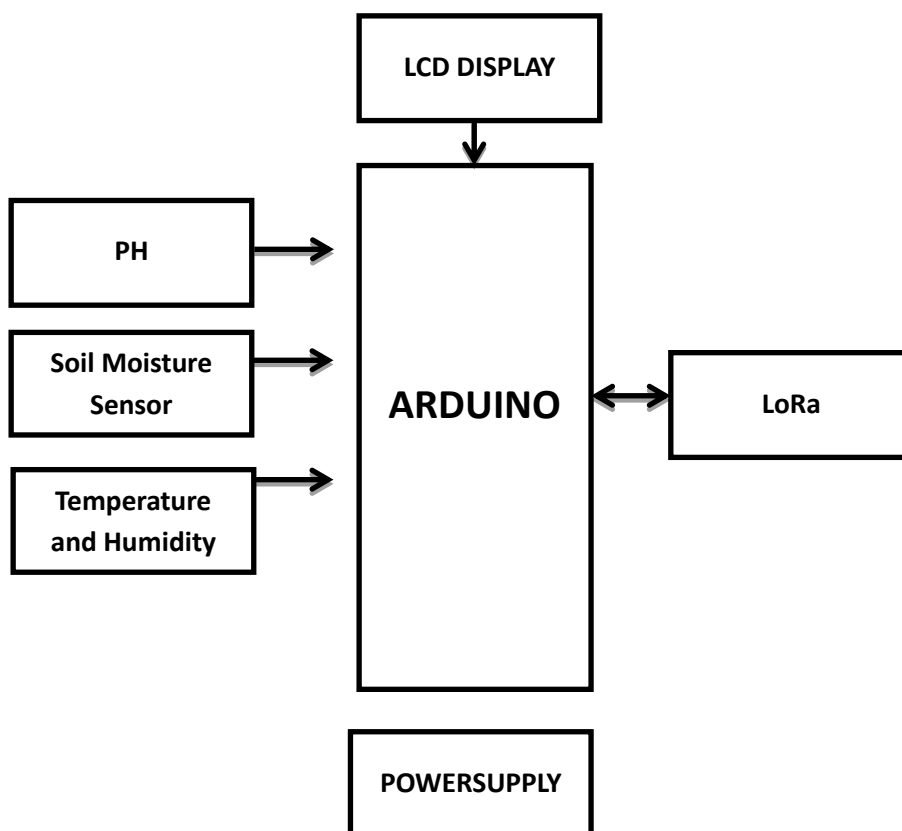 LCD DISPLAY
PH
Soil Moisture
Sensor
ARDUINO
LoRa
Temperature
and Humidity
POWERSUPPLY